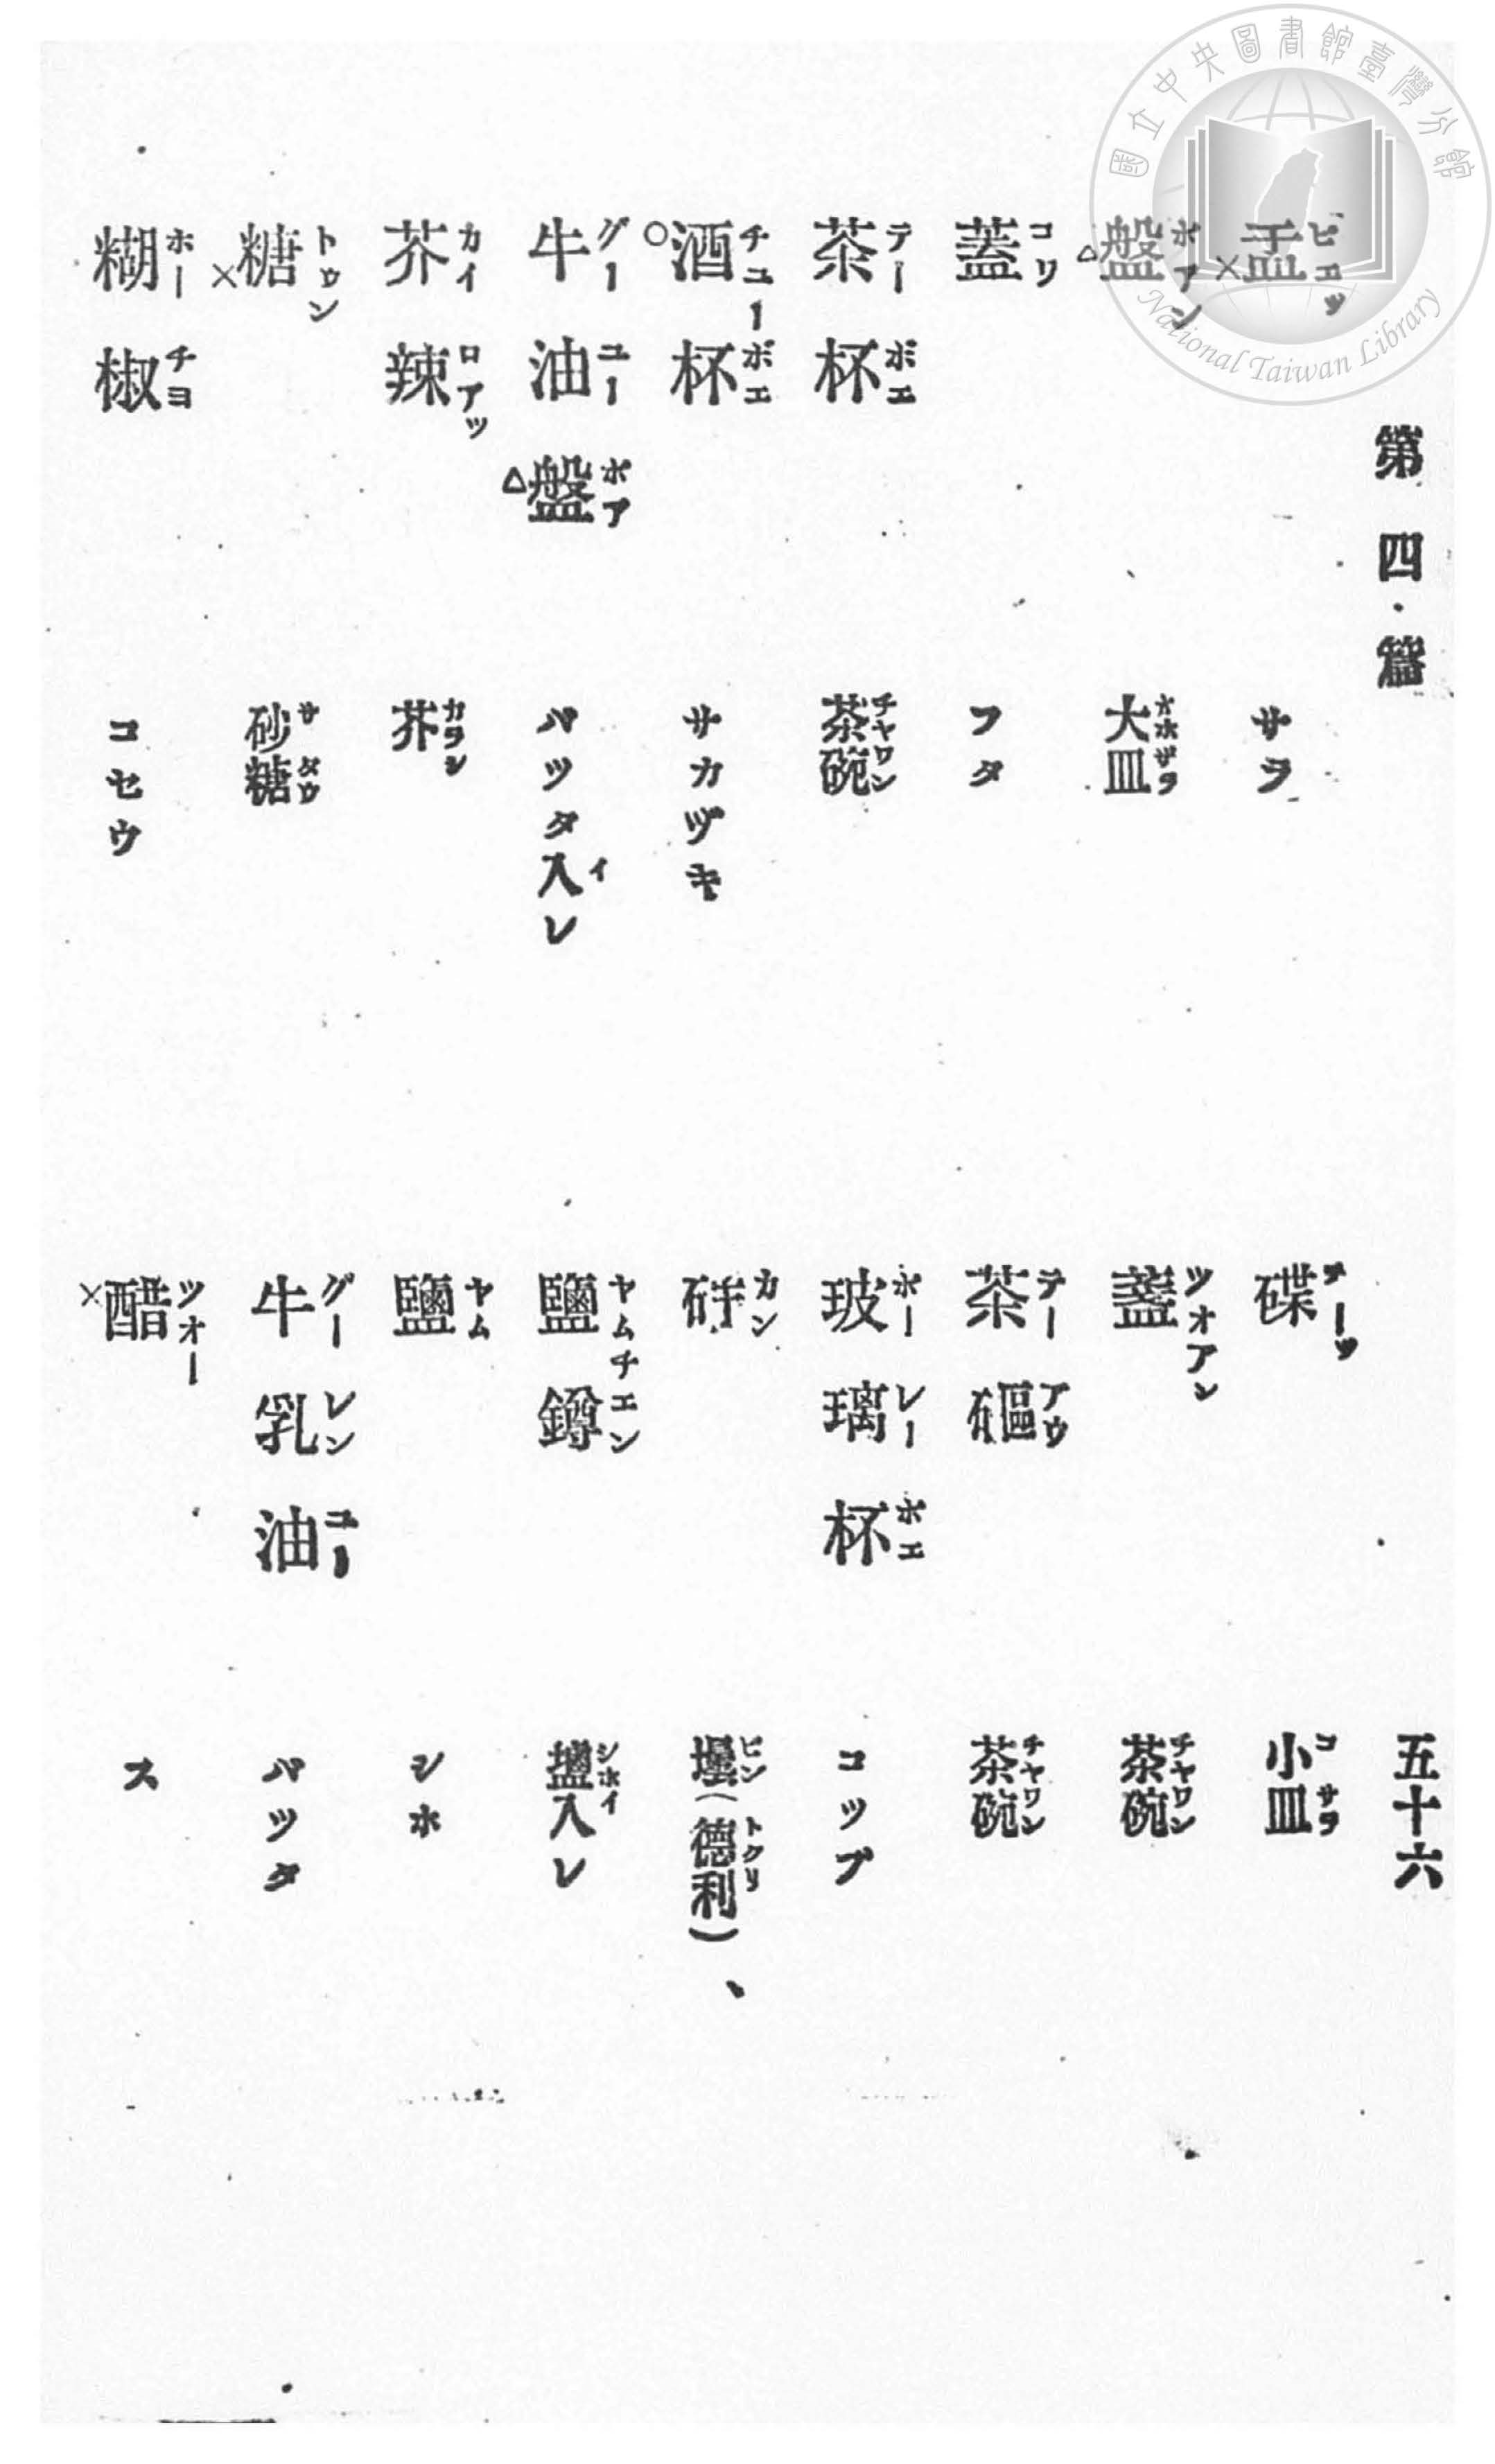 國立中央圖書館臺灣分館
National Taiwan Library
第四篇
五十六
×盂 ピヨツ サラ
碟 チーツ 小皿 コサラ
△盤 ポアン 大皿 オホザラ
盞 ツオアン 茶碗 チヤワン
蓋 コリ フタ
茶甌 テーアウ 茶碗 チヤワン
茶杯 テーボエ 茶碗 チヤワン
玻璃杯 ホーレーボエ コツプ
○酒杯 チユーボエ サカヅキ
矸 カン 壜(德利) ビン トクリ
牛油△盤 グーユーポア バツタ入レ イ
鹽鐏 ヤムチエン 鹽入レ シホイ
芥辣 カイロアツ 芥 カラシ
鹽 ヤム シホ
×糖 トゥン 砂糖 サタウ
牛乳油 グーレンユー バツタ
糊椒 ホーチヨ コセウ
×醋 ツオー ス